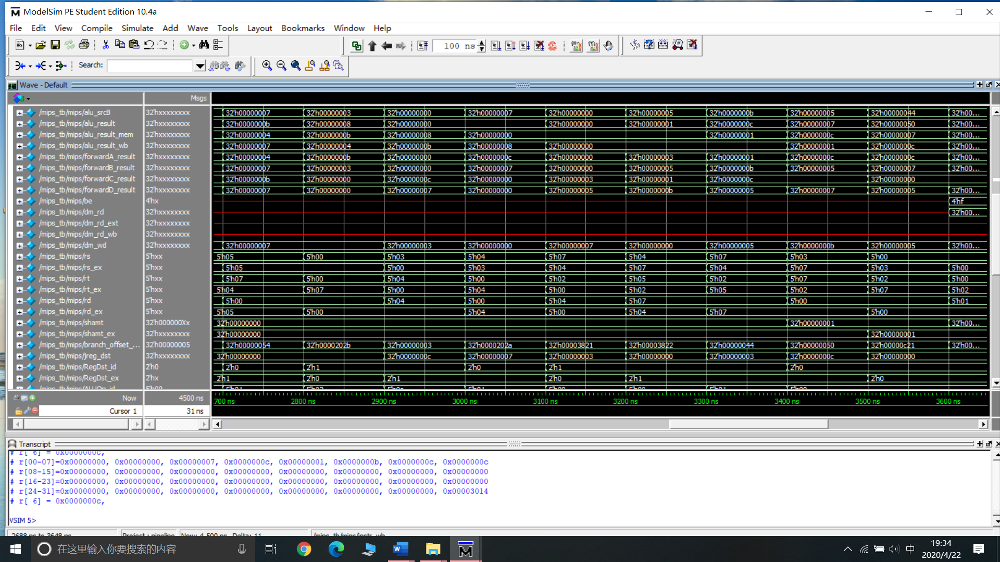 ModelSim PE Student Edition 10.4a
File Edit View Compile Simulate Add Wave Tools Layout Bookmarks Window Help
100 ns
Search:
Wave - Default
Msgs
/mips_tb/mips/alu_srcB 32'hxxxxxxxx 32'h00000007 32'h00000003 32'h00000000 32'h00000007 32'h00000000 32'h00000005 32'h0000000b 32'h00000005 32'h00000044 32'h00...
/mips_tb/mips/alu_result 32'hxxxxxxxx 32'h0000000b 32'h00000008 32'h00000000 32'h00000000 32'h00000001 32'h0000000c 32'h00000007 32'h00000050 32'h00...
/mips_tb/mips/alu_result_mem 32'hxxxxxxxx 32'h00000004 32'h0000000b 32'h00000008 32'h00000000 32'h00000001 32'h0000000c 32'h00000007 32'h00...
/mips_tb/mips/alu_result_wb 32'hxxxxxxxx 32'h00000007 32'h00000004 32'h0000000b 32'h00000008 32'h00000000 32'h00000001 32'h0000000c 32'h00...
/mips_tb/mips/forwardA_result 32'hxxxxxxxx 32'h00000004 32'h0000000b 32'h00000000 32'h0000000c 32'h00000000 32'h00000003 32'h00000001 32'h0000000c 32'h0000000c 32'h00...
/mips_tb/mips/forwardB_result 32'hxxxxxxxx 32'h00000007 32'h00000003 32'h00000000 32'h00000007 32'h00000000 32'h00000005 32'h0000000b 32'h00000005 32'h00000007 32'h00...
/mips_tb/mips/forwardC_result 32'hxxxxxxxx 32'h0000000b 32'h00000000 32'h0000000c 32'h00000000 32'h00000003 32'h00000001 32'h0000000c 32'h00000000
/mips_tb/mips/forwardD_result 32'hxxxxxxxx 32'h00000007 32'h00000000 32'h00000007 32'h00000000 32'h00000005 32'h0000000b 32'h00000005 32'h00000007 32'h00000005 32'h00...
/mips_tb/mips/be 4'hx 4'hf
/mips_tb/mips/dm_rd 32'hxxxxxxxx 32'h00...
/mips_tb/mips/dm_rd_ext 32'hxxxxxxxx
/mips_tb/mips/dm_rd_wb 32'hxxxxxxxx
/mips_tb/mips/dm_wd 32'hxxxxxxxx 32'h00000007 32'h00000003 32'h00000000 32'h00000007 32'h00000000 32'h00000005 32'h0000000b 32'h00000005 32'h00...
/mips_tb/mips/rs 5'hxx 5'h05 5'h00 5'h03 5'h04 5'h07 5'h04 5'h07 5'h03 5'h00
/mips_tb/mips/rs_ex 5'hxx 5'h05 5'h00 5'h03 5'h04 5'h07 5'h04 5'h07 5'h03 5'h00
/mips_tb/mips/rt 5'hxx 5'h07 5'h00 5'h04 5'h00 5'h02 5'h05 5'h02 5'h07 5'h02 5'h00
/mips_tb/mips/rt_ex 5'hxx 5'h04 5'h07 5'h00 5'h04 5'h00 5'h02 5'h05 5'h02 5'h07 5'h02
/mips_tb/mips/rd 5'hxx 5'h00 5'h04 5'h00 5'h04 5'h07 5'h00 5'h01
/mips_tb/mips/rd_ex 5'hxx 5'h05 5'h00 5'h04 5'h00 5'h04 5'h07 5'h00
/mips_tb/mips/shamt 32'h000000Xx 32'h00000000 32'h00000001 32'h00...
/mips_tb/mips/shamt_ex 32'hxxxxxxxx 32'h00000000 32'h00000001
/mips_tb/mips/branch_offset_... 32'h00000005 32'h00000054 32'h0000202b 32'h00000003 32'h0000202a 32'h00003821 32'h00003822 32'h00000044 32'h00000050 32'h00000c21 32'h00...
/mips_tb/mips/jreg_dst 32'hxxxxxxxx 32'h00000000 32'h0000000c 32'h00000007 32'h00000003 32'h00000000 32'h00000003 32'h0000000c 32'h00000000
/mips_tb/mips/RegDst_id 2'h0 2'h0 2'h1 2'h0 2'h1 2'h0
/mips_tb/mips/RegDst_ex 2'hx 2'h1 2'h0 2'h1 2'h0 2'h1 2'h0
Now 4500 ns 700 ns 2800 ns 2900 ns 3000 ns 3100 ns 3200 ns 3300 ns 3400 ns 3500 ns 3600 ns
Cursor 1 31 ns
Transcript
# r[ 6] = 0x0000000c,
# r[00-07]=0x00000000, 0x00000000, 0x00000007, 0x0000000c, 0x00000001, 0x0000000b, 0x0000000c, 0x0000000c
# r[08-15]=0x00000000, 0x00000000, 0x00000000, 0x00000000, 0x00000000, 0x00000000, 0x00000000, 0x00000000
# r[16-23]=0x00000000, 0x00000000, 0x00000000, 0x00000000, 0x00000000, 0x00000000, 0x00000000, 0x00000000
# r[24-31]=0x00000000, 0x00000000, 0x00000000, 0x00000000, 0x00000000, 0x00000000, 0x00000000, 0x00003014
# r[ 6] = 0x0000000c,
VSIM 5>
2688 ns to 3648 ns Project : pipeline Now: 4,500 ns Delta: 11 /mips_tb/mips/instr_wb
在这里输入你要搜索的内容
中
19:34
2020/4/22